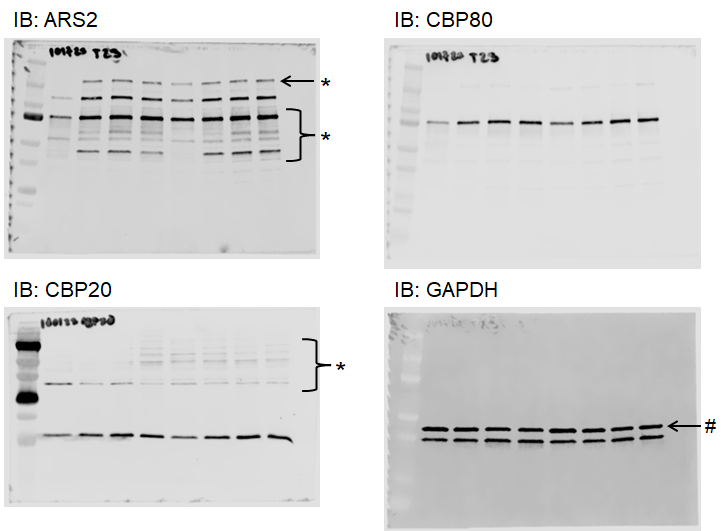 IB: ARS2
IB: CBP80
101720 T23
*
*
101720 T23
IB: CBP20
IB: GAPDH
*
#